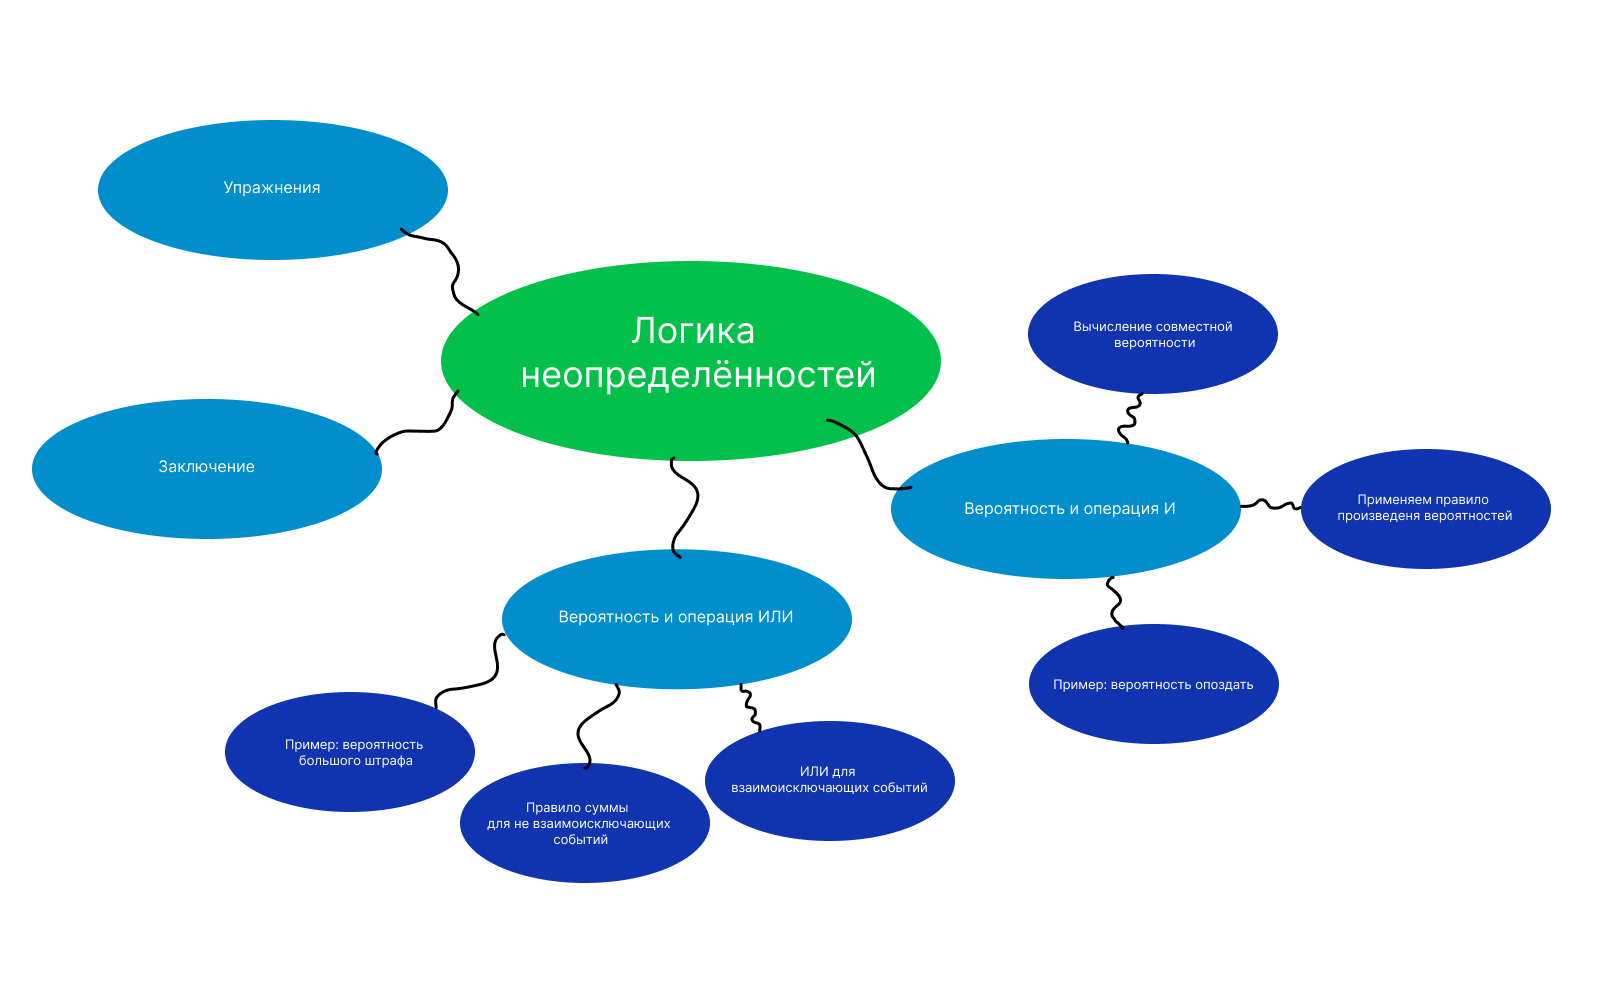 Упражнения
Логика
неопределённостей
Вычисление совместной
вероятности
Заключение
Вероятность и операция И
Применяем правило
произведеня вероятностей
Вероятность и операция ИЛИ
Пример: вероятность опоздать
Пример: вероятность
большого штрафа
Правило суммы
для не взаимоисключающих
событий
ИЛИ для
взаимоисключающих событий